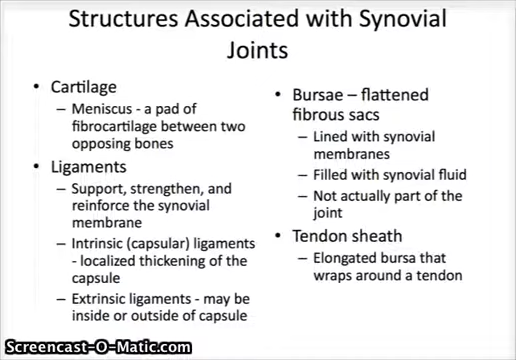 Structures Associated with Synovial
Joints
• Cartilage
– Meniscus - a pad of
fibrocartilage between two
opposing bones
• Ligaments
– Support, strengthen, and
reinforce the synovial
membrane
– Intrinsic (capsular) ligaments
- localized thickening of the
capsule
– Extrinsic ligaments - may be
inside or outside of capsule
• Bursae – flattened
fibrous sacs
– Lined with synovial
membranes
– Filled with synovial fluid
– Not actually part of the
joint
• Tendon sheath
– Elongated bursa that
wraps around a tendon
Screencast-O-Matic.com